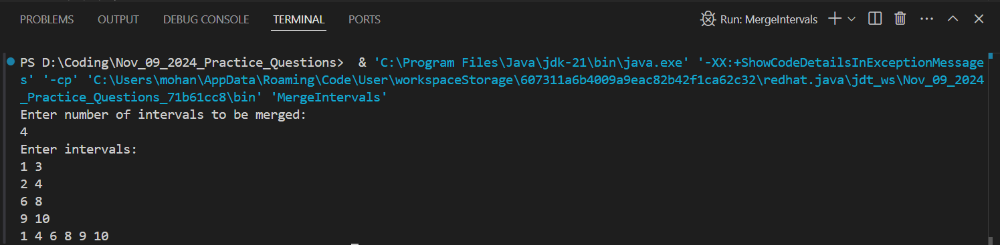 PROBLEMS OUTPUT DEBUG CONSOLE TERMINAL PORTS Run: MergeIntervals
PS D:\Coding\Nov_09_2024_Practice_Questions>  & 'C:\Program Files\Java\jdk-21\bin\java.exe' '-XX:+ShowCodeDetailsInExceptionMessage
s' '-cp' 'C:\Users\mohan\AppData\Roaming\Code\User\workspaceStorage\607311a6b4009a9eac82b42f1ca62c32\redhat.java\jdt_ws\Nov_09_2024
_Practice_Questions_71b61cc8\bin' 'MergeIntervals'
Enter number of intervals to be merged:
4
Enter intervals:
1 3
2 4
6 8
9 10
1 4 6 8 9 10